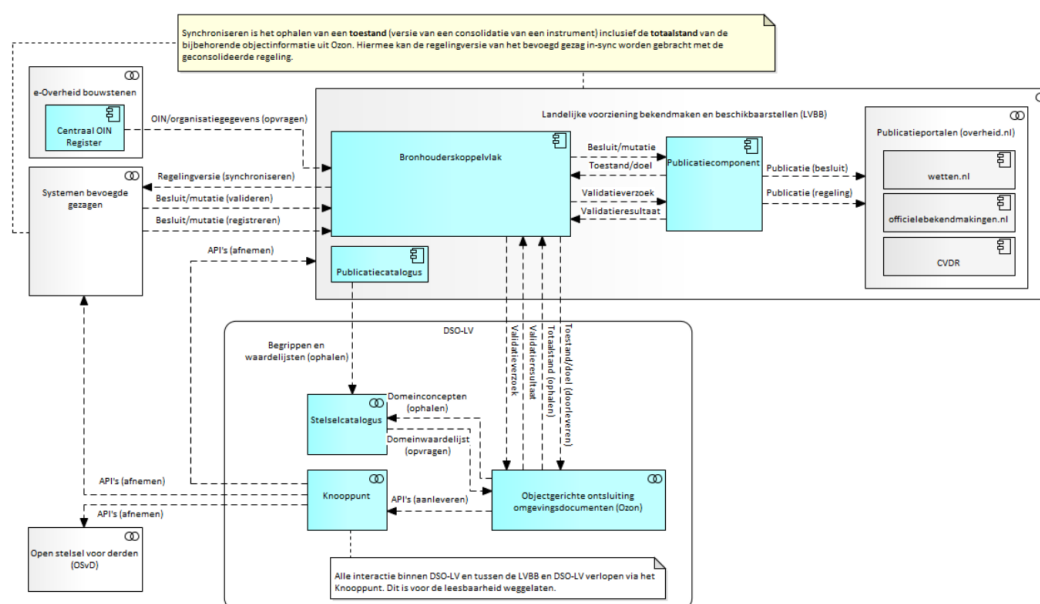 Synchroniseren is het ophalen van een toestand (versie van een consolidatie van een instrument) inclusief de totaalstand van de
bijbehorende objectinformatie uit Ozon. Hiermee kan de regelingversie van het bevoegd gezag in-sync worden gebracht met de
geconsolideerde regeling.
e-Overheid bouwstenen
Centraal OIN
Register
OIN/organisatiegegevens (opvragen)
Landelijke voorziening bekendmaken en beschikbaarstellen (LVBB)
Bronhouderskoppelvlak
Besluit/mutatie
Toestand/doel
Validatieverzoek
Validatieresultaat
Publicatiecomponent
Publicatie (besluit)
Publicatie (regeling)
Publicatieportalen (overheid.nl)
wetten.nl
officielebekendmakingen.nl
CVDR
Systemen bevoegde
gezagen
Regelingversie (synchroniseren)
Besluit/mutatie (valideren)
Besluit/mutatie (registreren)
API's (afnemen)
Publicatiecatalogus
DSO-LV
Begrippen en
waardelijsten (ophalen)
Validatieverzoek
Validatieresultaat
Totaalstand (ophalen)
Toestand/doel (doorleveren)
Stelselcatalogus
Domeinconcepten
(ophalen)
Domeinwaardelijst
(opvragen)
Knooppunt
API's (aanleveren)
Objectgerichte ontsluiting
omgevingsdocumenten (Ozon)
API's (afnemen)
API's (afnemen)
Open stelsel voor derden
(OSvD)
Alle interactie binnen DSO-LV en tussen de LVBB en DSO-LV verlopen via het
Knooppunt. Dit is voor de leesbaarheid weggelaten.